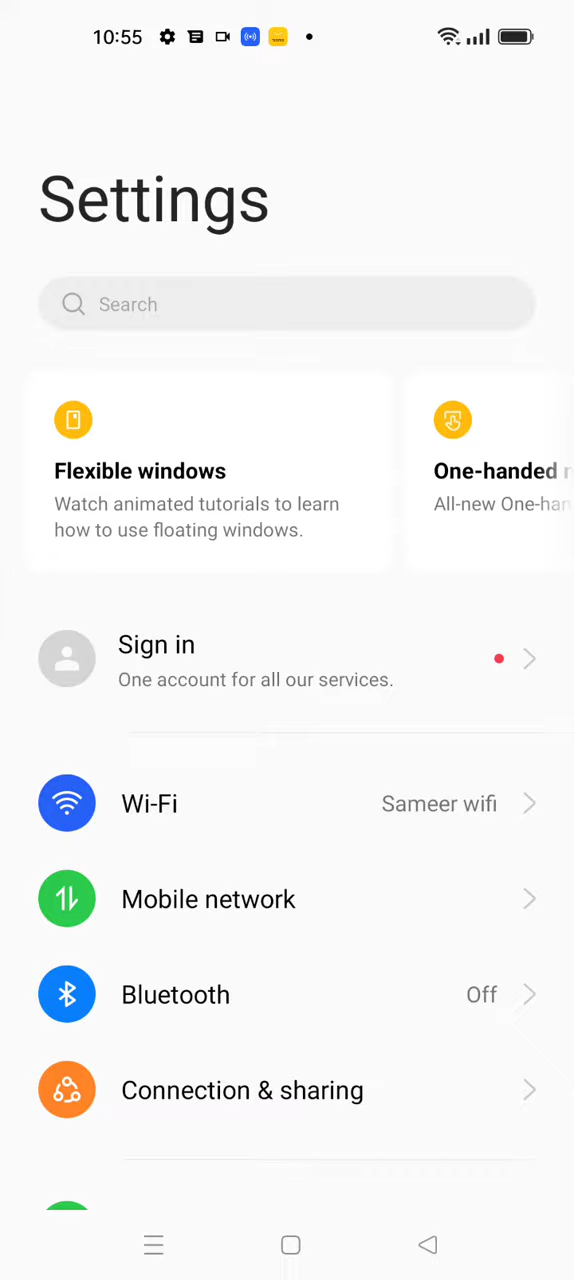 10:55
Settings
Search
Flexible windows
Watch animated tutorials to learn
how to use floating windows.
One-handed
All-new One-han
Sign in
One account for all our services.
Wi-Fi
Sameer wifi
Mobile network
Bluetooth
Off
Connection & sharing